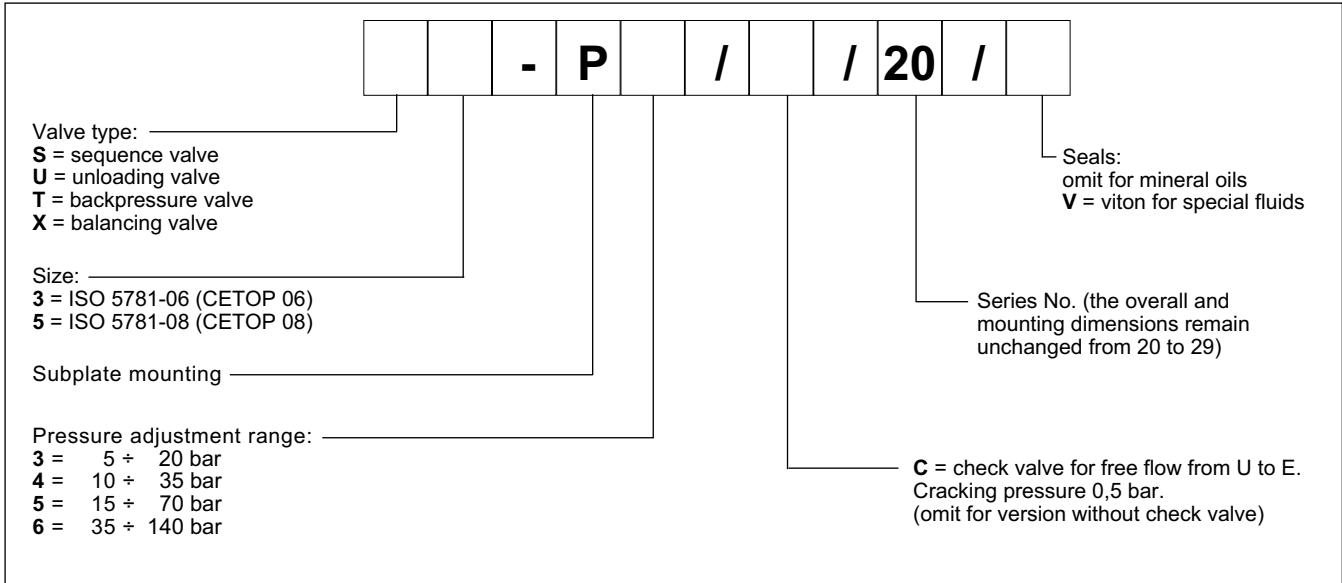 - P / / 20 /
Valve type:
S = sequence valve
U = unloading valve
T = backpressure valve
X = balancing valve
Size:
3 = ISO 5781-06 (CETOP 06)
5 = ISO 5781-08 (CETOP 08)
Subplate mounting
Pressure adjustment range:
3 = 5 ÷ 20 bar
4 = 10 ÷ 35 bar
5 = 15 ÷ 70 bar
6 = 35 ÷ 140 bar
Seals:
omit for mineral oils
V = viton for special fluids
Series No. (the overall and
mounting dimensions remain
unchanged from 20 to 29)
C = check valve for free flow from U to E.
Cracking pressure 0,5 bar.
(omit for version without check valve)